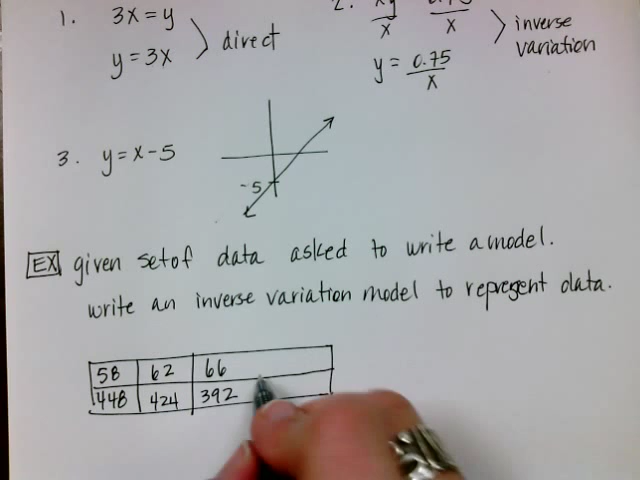 1. 3x = y
y = 3x
direct
2.
x
x
y = 0.75
x
inverse
variation
3. y = x - 5
-5
EX given set of data asked to write a model.
write an inverse variation model to represent data.
58 62 66
448 424 392